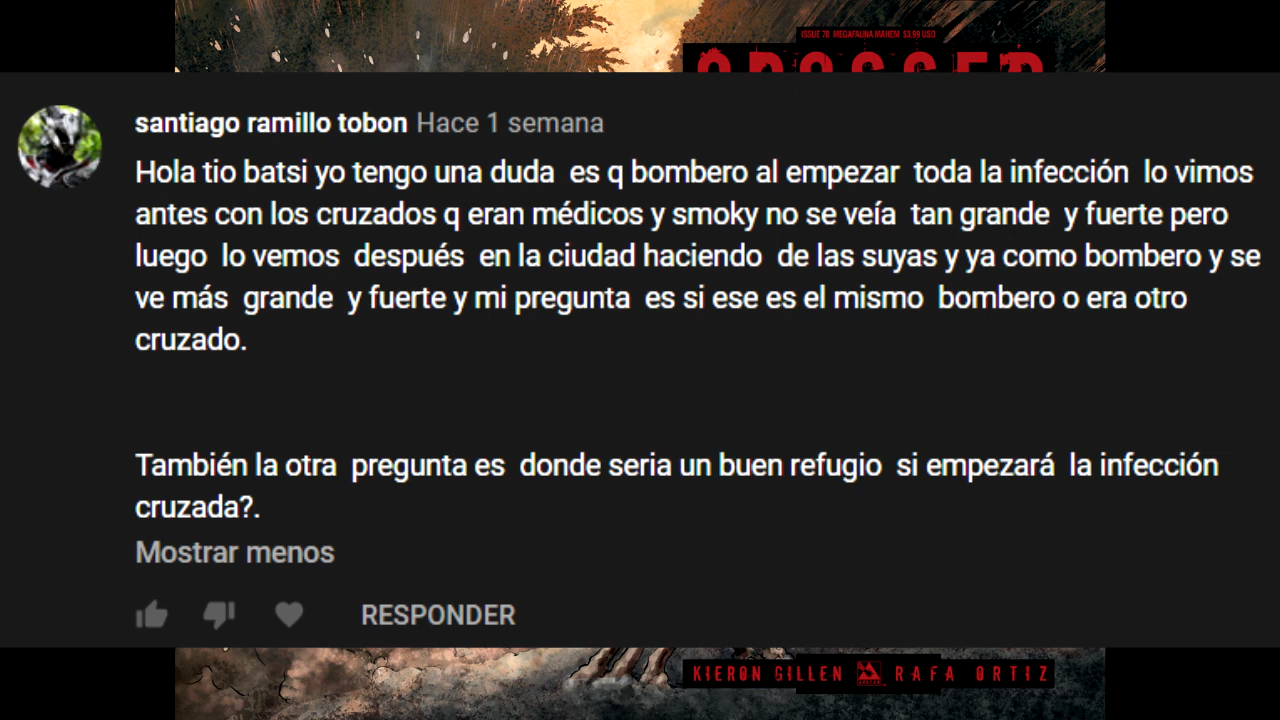 ISSUE 78 MEGAFAUNA MAHEM $3.99 USD
CROSSED
santiago ramillo tobon Hace 1 semana
Hola tio batsi yo tengo una duda es q bombero al empezar toda la infección lo vimos
antes con los cruzados q eran médicos y smoky no se veía tan grande y fuerte pero
luego lo vemos después en la ciudad haciendo de las suyas y ya como bombero y se
ve más grande y fuerte y mi pregunta es si ese es el mismo bombero o era otro
cruzado.
También la otra pregunta es donde seria un buen refugio si empezará la infección
cruzada?.
Mostrar menos
RESPONDER
KIERON GILLEN RAFA ORTIZ